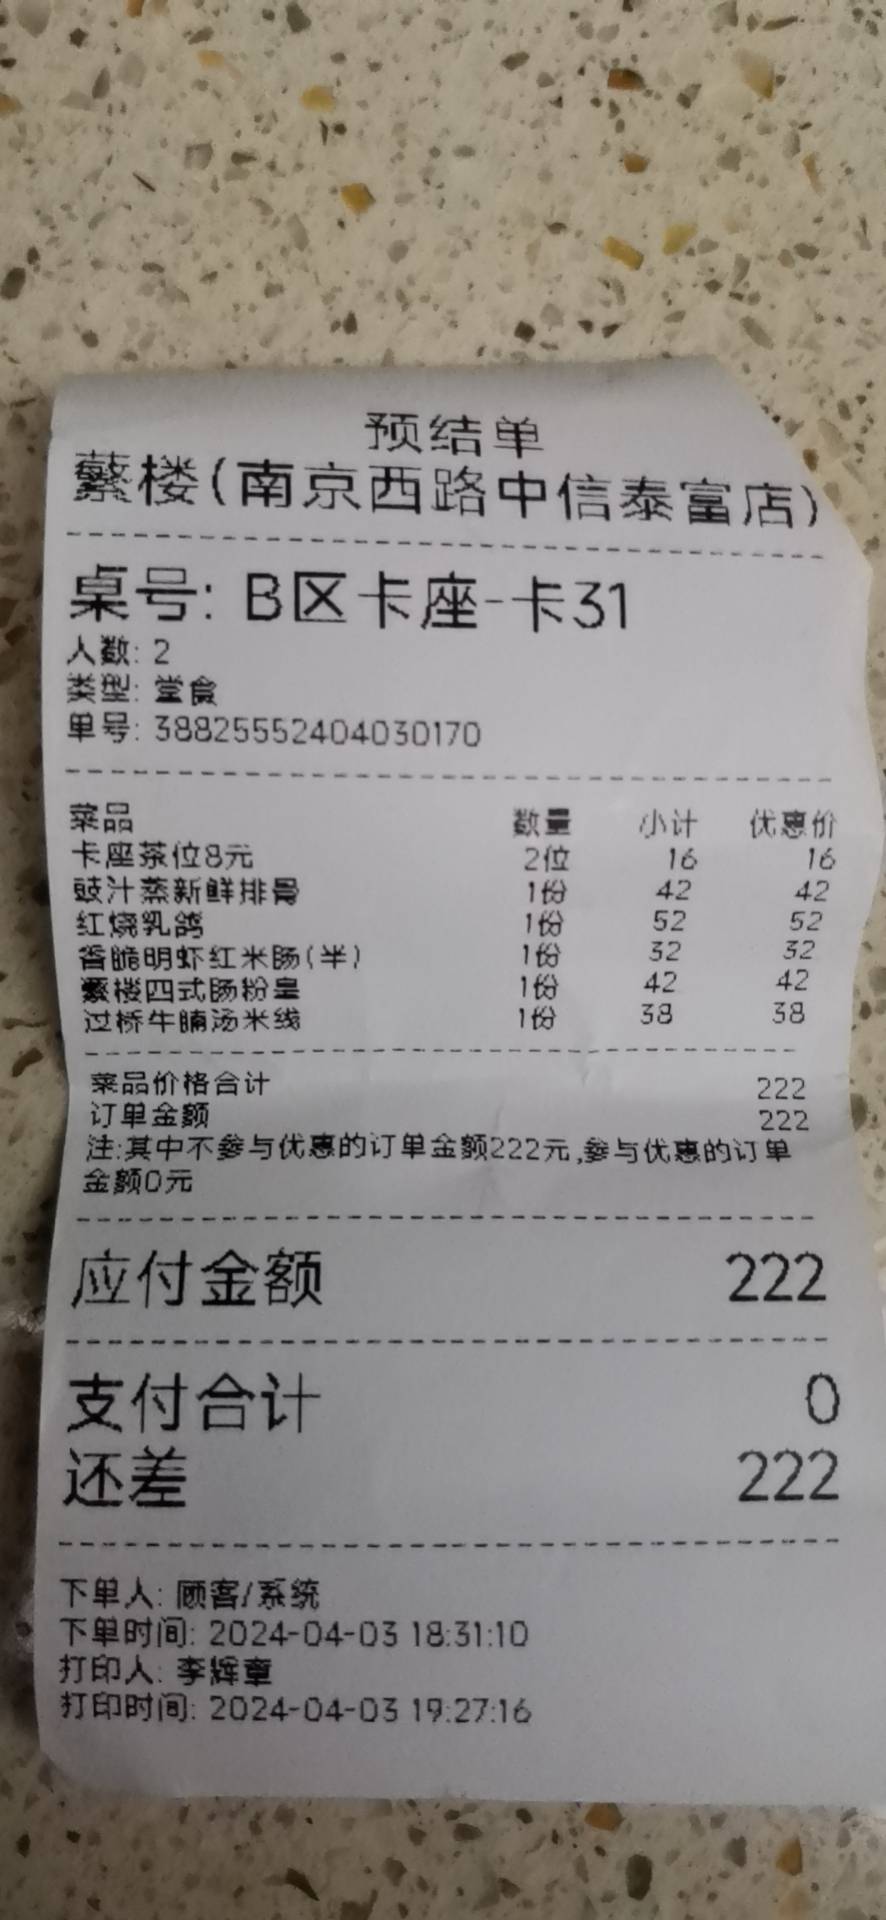 预结单
蘩楼(南京西路中信泰富店)
桌号: B区卡座-卡31
人数: 2
类型: 堂食
单号: 38825552404030170
菜品 数量 小计 优惠价
卡座茶位8元 2位 16 16
豉汁蒸新鲜排骨 1份 42 42
红烧乳鸽 1份 52 52
香脆明虾红米肠(半) 1份 32 32
蘩楼四式肠粉皇 1份 42 42
过桥牛腩汤米线 1份 38 38
菜品价格合计 222
订单金额 222
注:其中不参与优惠的订单金额222元,参与优惠的订单
金额0元
应付金额 222
支付合计 0
还差 222
下单人: 顾客/系统
下单时间: 2024-04-03 18:31:10
打印人: 李辉章
打印时间: 2024-04-03 19:27:16